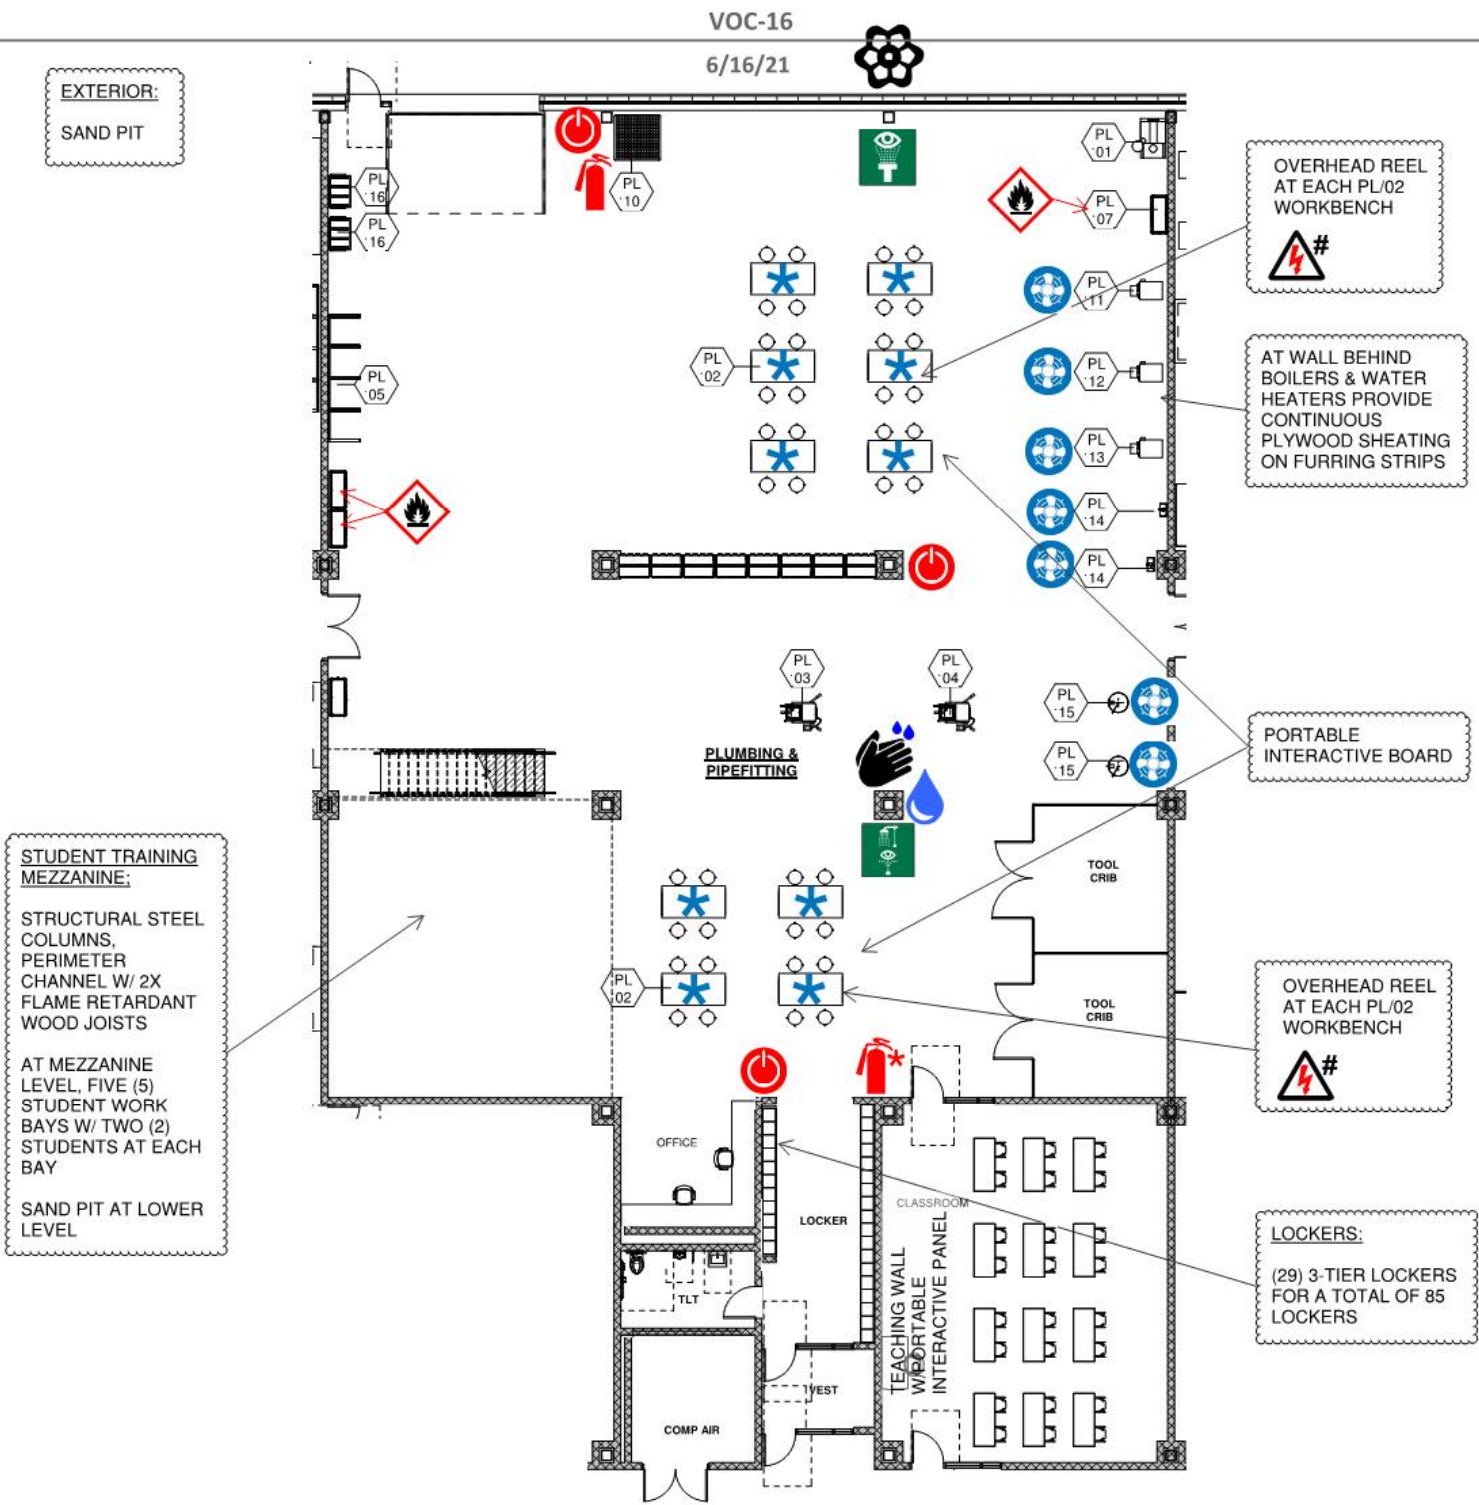 VOC-16
6/16/21
EXTERIOR:
SAND PIT
PL
01
PL
07
PL
10
PL
16
PL
16
OVERHEAD REEL
AT EACH PL/02
WORKBENCH
#
PL
11
PL
02
PL
12
PL
05
AT WALL BEHIND
BOILERS & WATER
HEATERS PROVIDE
CONTINUOUS
PLYWOOD SHEATING
ON FURRING STRIPS
PL
13
PL
14
PL
14
PL
03
PL
04
PL
15
PL
15
PLUMBING &
PIPEFITTING
PORTABLE
INTERACTIVE BOARD
STUDENT TRAINING
MEZZANINE;
STRUCTURAL STEEL
COLUMNS,
PERIMETER
CHANNEL W/ 2X
FLAME RETARDANT
WOOD JOISTS
AT MEZZANINE
LEVEL, FIVE (5)
STUDENT WORK
BAYS W/ TWO (2)
STUDENTS AT EACH
BAY
SAND PIT AT LOWER
LEVEL
TOOL
CRIB
PL
02
TOOL
CRIB
OVERHEAD REEL
AT EACH PL/02
WORKBENCH
#
*
OFFICE
LOCKER
CLASSROOM
TEACHING WALL
W/PORTABLE
INTERACTIVE PANEL
LOCKERS:
(29) 3-TIER LOCKERS
FOR A TOTAL OF 85
LOCKERS
TLT
VEST
COMP AIR